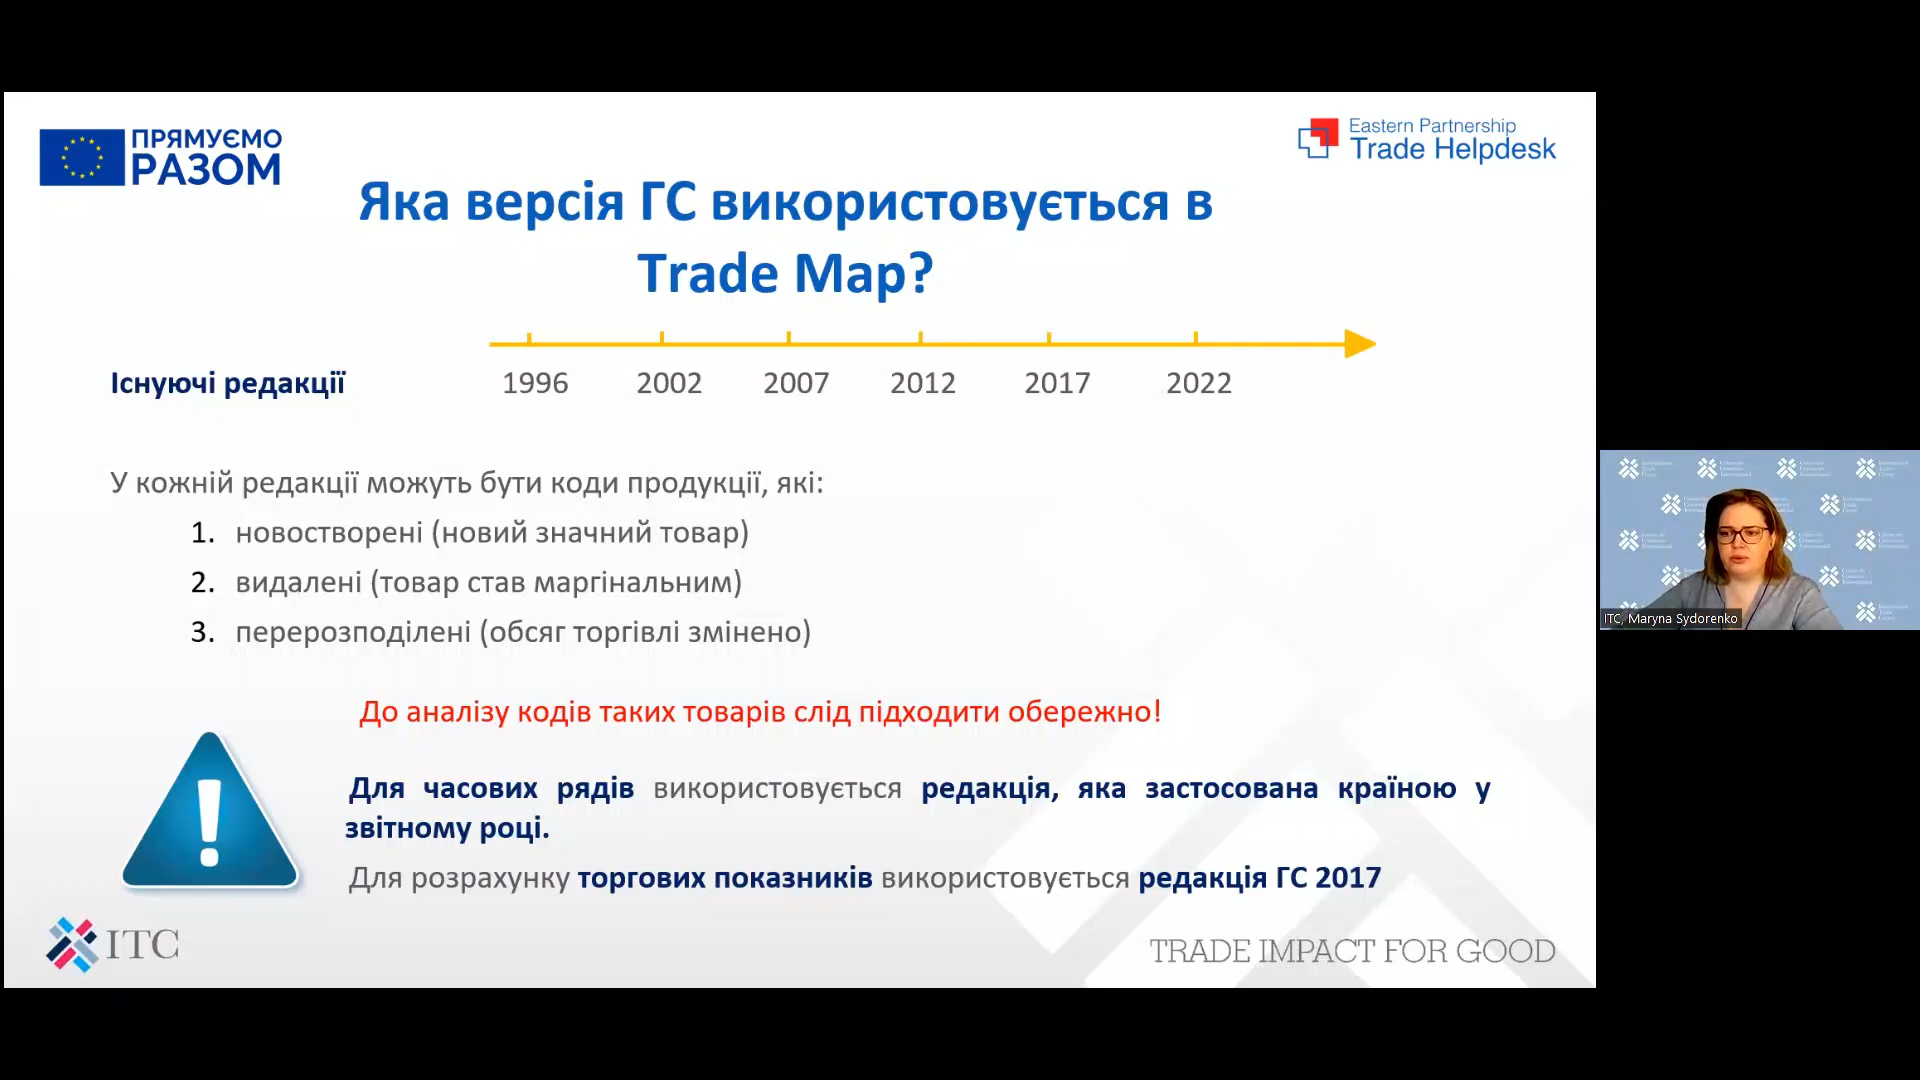 ПРЯМУЄМО
РАЗОМ
Eastern Partnership
Trade Helpdesk
Яка версія ГС використовується в
Trade Map?
Існуючі редакції
1996 2002 2007 2012 2017 2022
У кожній редакції можуть бути коди продукції, які:
1. новостворені (новий значний товар)
2. видалені (товар став маргінальним)
3. перерозподілені (обсяг торгівлі змінено)
До аналізу кодів таких товарів слід підходити обережно!
Для часових рядів використовується редакція, яка застосована країною у
звітному році.
Для розрахунку торгових показників використовується редакція ГС 2017
ITC
TRADE IMPACT FOR GOOD
ITC, Maryna Sydorenko